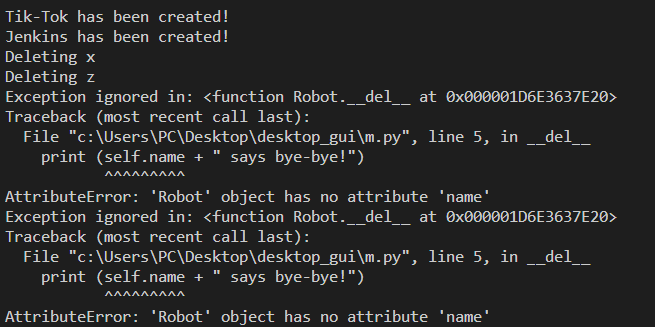 Tik-Tok has been created!
Jenkins has been created!
Deleting x
Deleting z
Exception ignored in: <function Robot.__del__ at 0x000001D6E3637E20>
Traceback (most recent call last):
  File "c:\Users\PC\Desktop\desktop_gui\m.py", line 5, in __del__
    print (self.name + " says bye-bye!")
           ^^^^^^^^^
AttributeError: 'Robot' object has no attribute 'name'
Exception ignored in: <function Robot.__del__ at 0x000001D6E3637E20>
Traceback (most recent call last):
  File "c:\Users\PC\Desktop\desktop_gui\m.py", line 5, in __del__
    print (self.name + " says bye-bye!")
           ^^^^^^^^^
AttributeError: 'Robot' object has no attribute 'name'